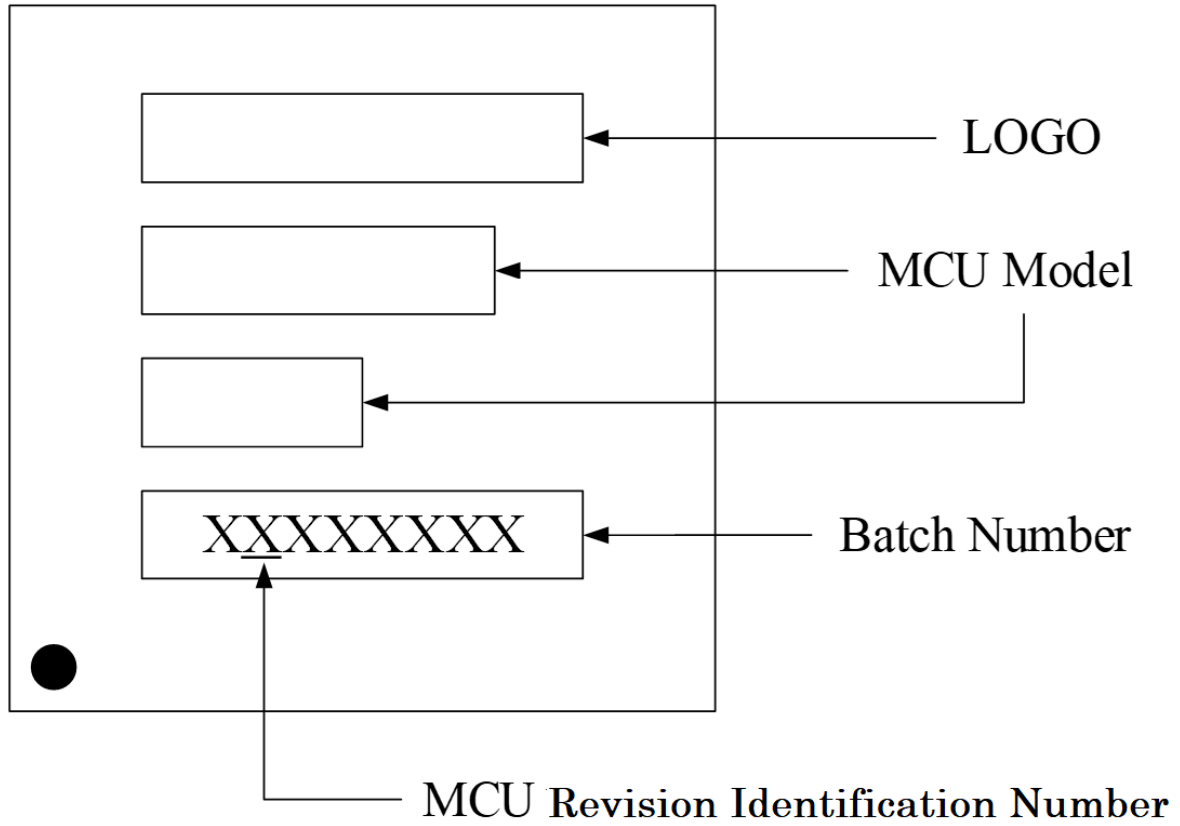 LOGO
MCU Model
XXXXXXXX
Batch Number
MCU Revision Identification Number